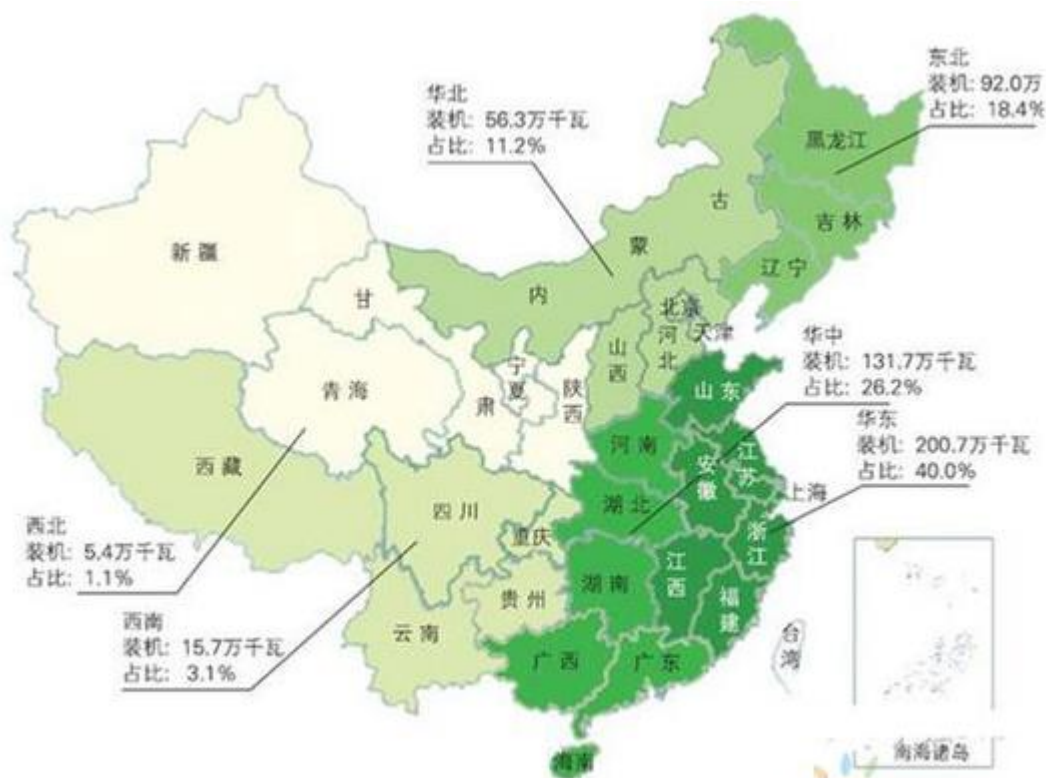 东北
装机: 92.0万
占比: 18.4%
华北
装机: 56.3万千瓦
占比: 11.2%
黑龙江
吉林
辽宁
内
蒙
古
新疆
甘
肃
北京
天津
河
北
山
西
宁
夏
陕
西
青海
华中
装机: 131.7万千瓦
占比: 26.2%
山东
河南
华东
装机: 200.7万千瓦
占比: 40.0%
西藏
四川
重庆
湖北
安
徽
江
苏
上海
浙
江
西北
装机: 5.4万千瓦
占比: 1.1%
湖南
江
西
福
建
贵州
云南
西南
装机: 15.7万千瓦
占比: 3.1%
广西
广东
台
湾
海南
南海诸岛